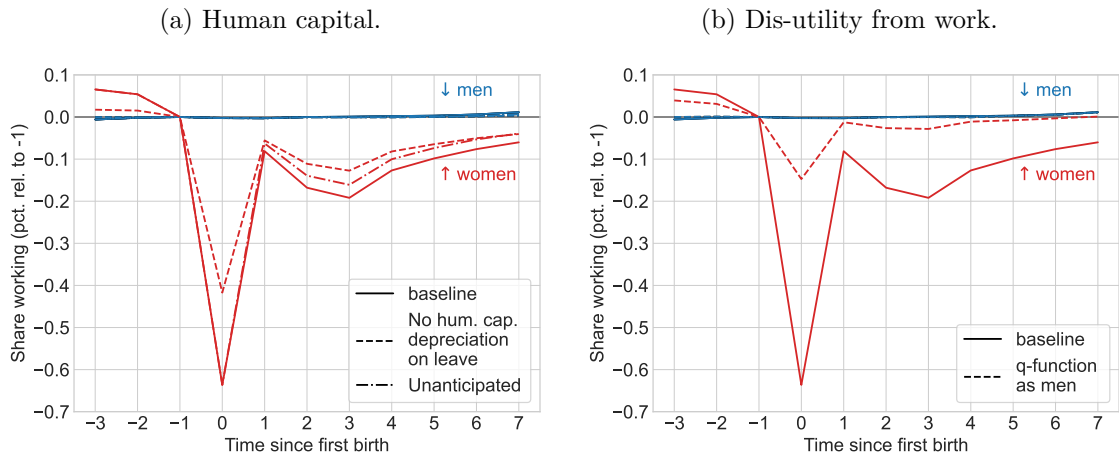 (a) Human capital.
0.1
0.0
−0.1
−0.2
−0.3
−0.4
−0.5
−0.6
−0.7
Share working (pct. rel. to -1)
↓ men
↑ women
baseline
No hum. cap.
depreciation
on leave
Unanticipated
−3 −2 −1 0 1 2 3 4 5 6 7
Time since first birth
(b) Dis-utility from work.
0.1
0.0
−0.1
−0.2
−0.3
−0.4
−0.5
−0.6
−0.7
Share working (pct. rel. to -1)
↓ men
↑ women
baseline
q-function
as men
−3 −2 −1 0 1 2 3 4 5 6 7
Time since first birth